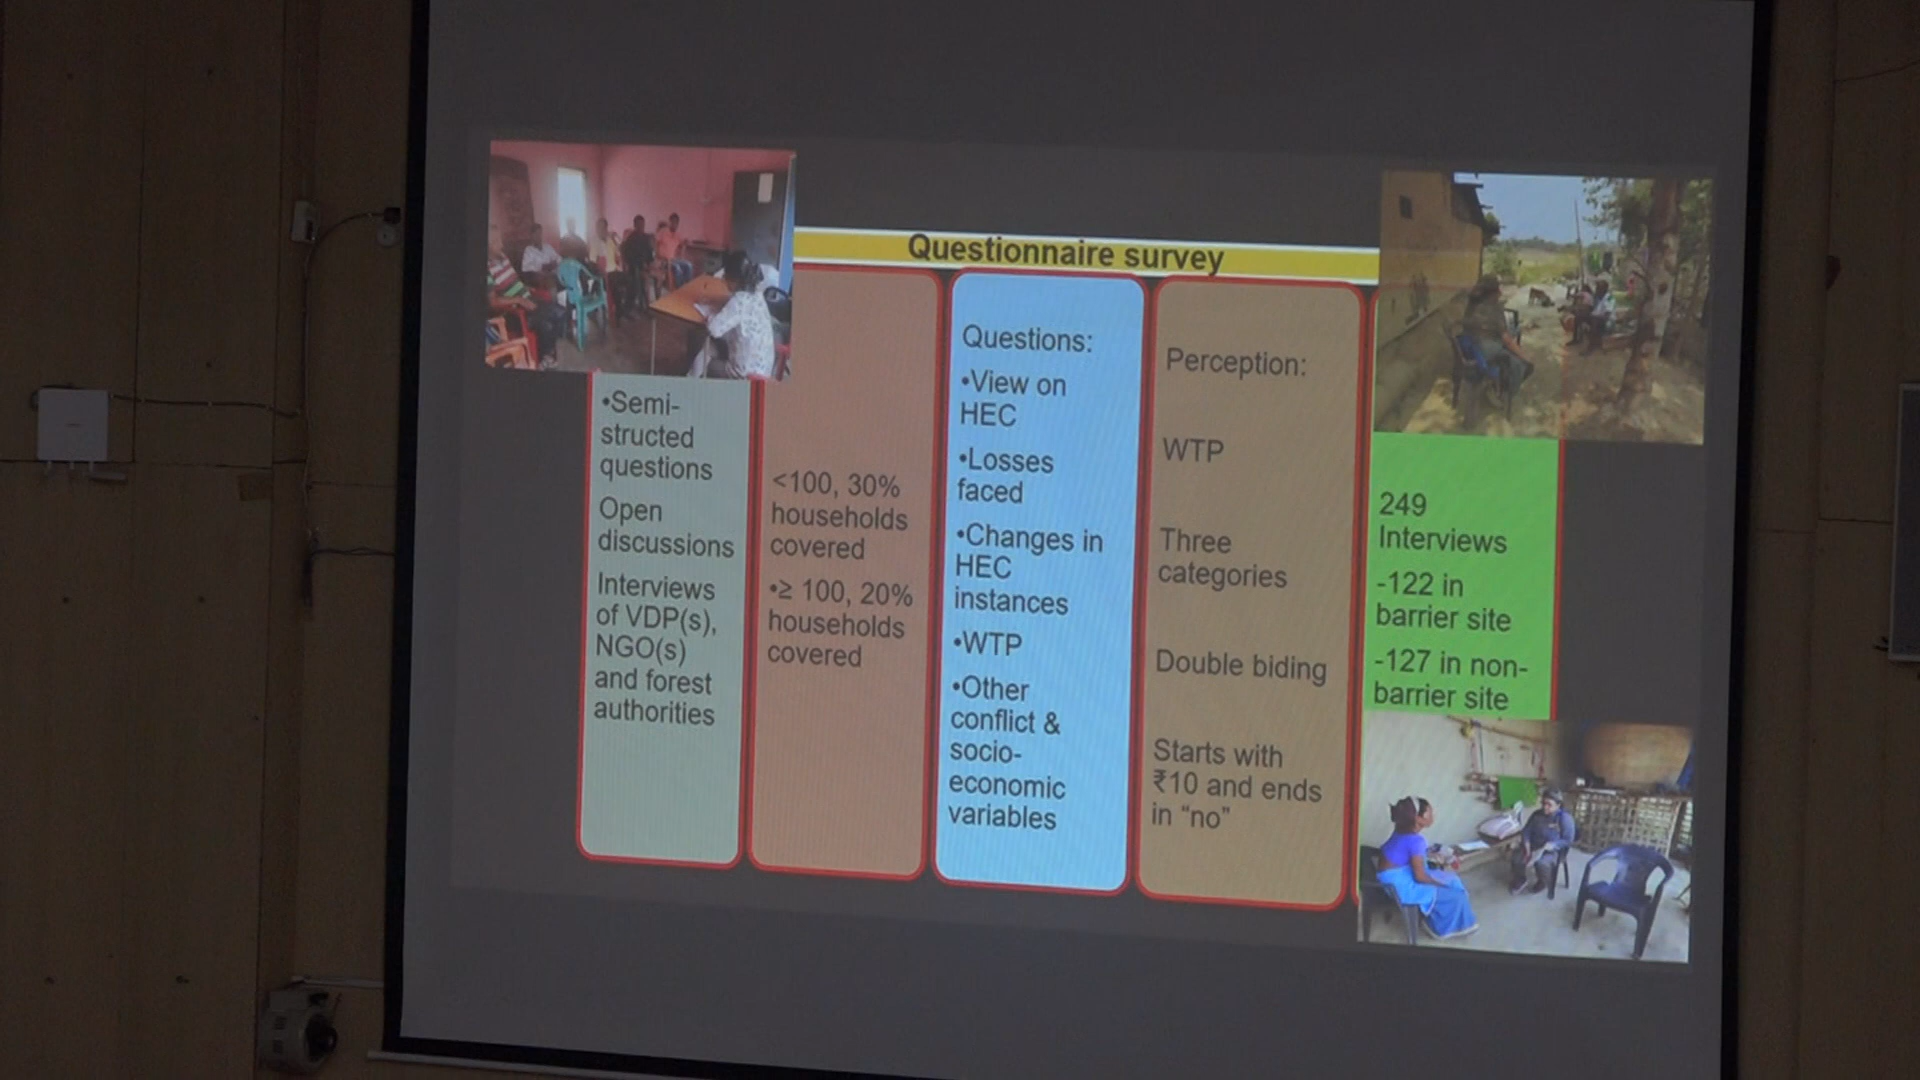 Questionnaire survey
•Semi-
structed
questions
Open
discussions
Interviews
of VDP(s),
NGO(s)
and forest
authorities
<100, 30%
households
covered
•≥ 100, 20%
households
covered
Questions:
•View on
HEC
•Losses
faced
•Changes in
HEC
instances
•WTP
•Other
conflict &
socio-
economic
variables
Perception:
WTP
Three
categories
Double biding
Starts with
₹10 and ends
in “no”
249
Interviews
-122 in
barrier site
-127 in non-
barrier site